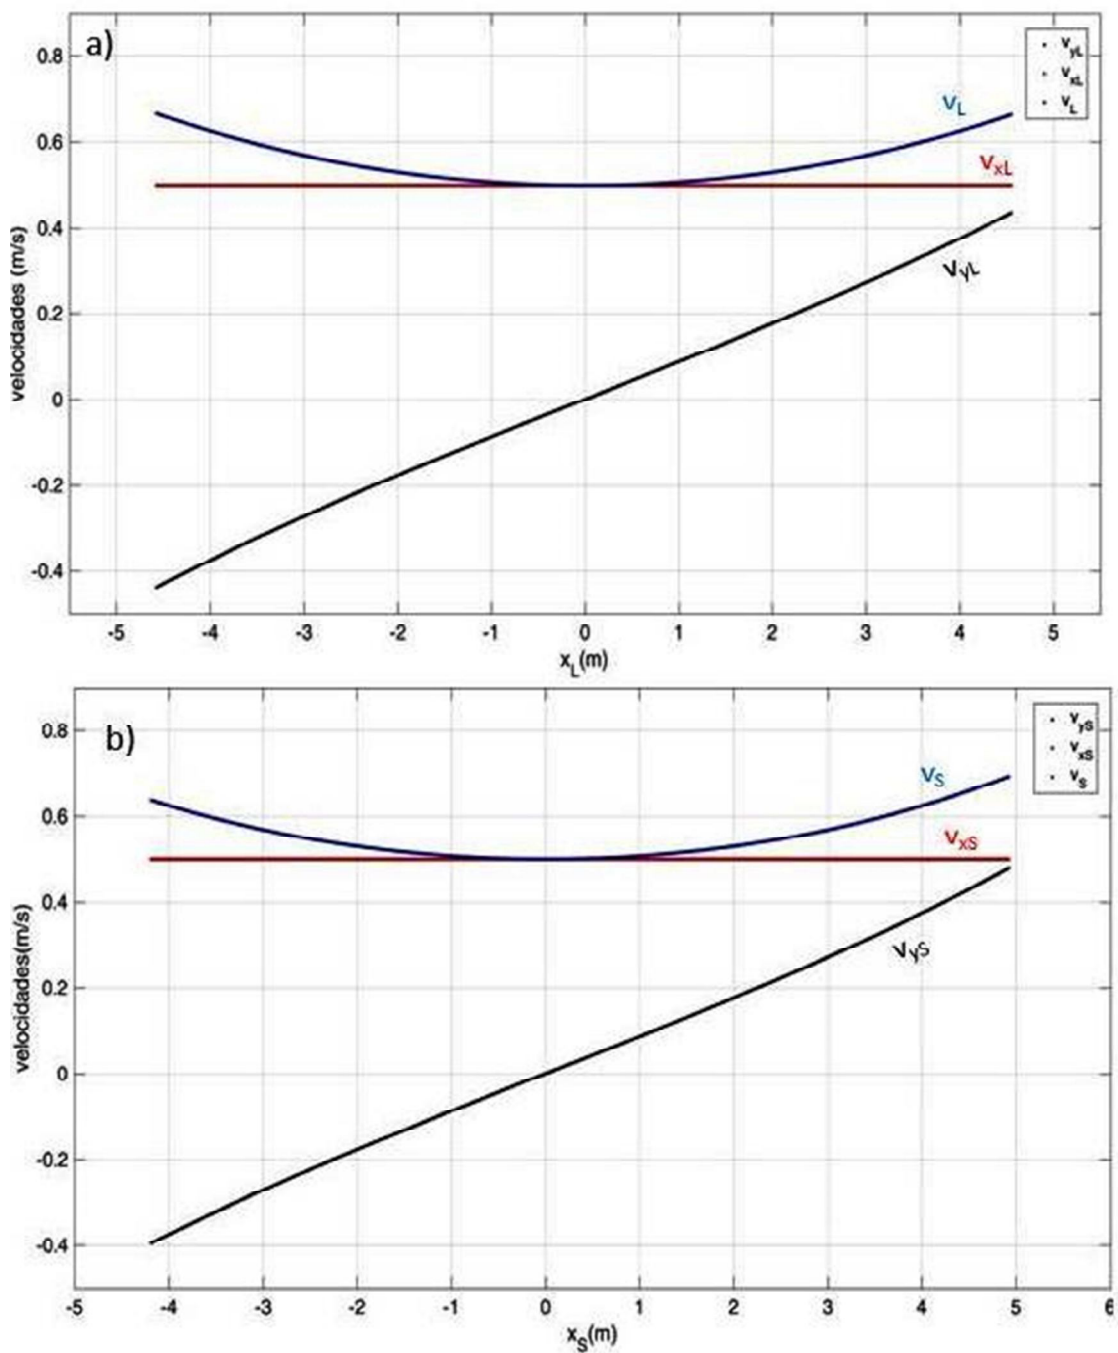 a)
0.8
0.6
0.4
0.2
0
-0.2
-0.4
velocidades (m/s)
v_yL
v_xL
v_L
v_L
v_xL
v_yL
-5 -4 -3 -2 -1 0 1 2 3 4 5
x_L(m)
b)
0.8
0.6
0.4
0.2
0
-0.2
-0.4
velocidades(m/s)
v_yS
v_xS
v_S
v_S
v_xS
v_yS
-5 -4 -3 -2 -1 0 1 2 3 4 5 6
x_S(m)